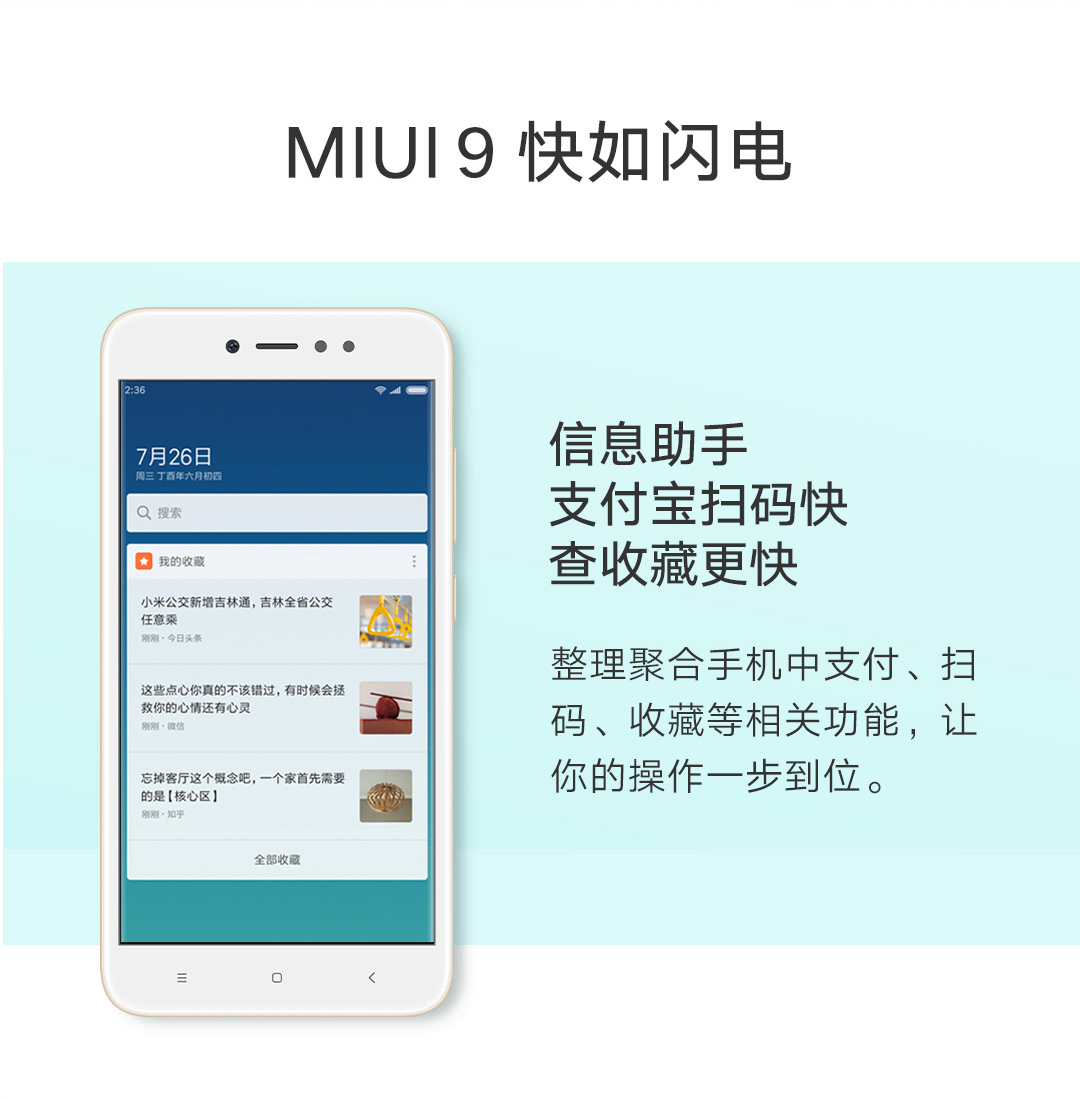 MIUI 9 快如闪电
2:36
7月26日
周三 丁酉年六月初四
搜索
我的收藏
小米公交新增吉林通，吉林全省公交
任意乘
刚刚·今日头条
这些点心你真的不该错过，有时候会拯
救你的心情还有心灵
刚刚·微信
忘掉客厅这个概念吧，一个家首先需要
的是【核心区】
刚刚·知乎
全部收藏
信息助手
支付宝扫码快
查收藏更快
整理聚合手机中支付、扫
码、收藏等相关功能，让
你的操作一步到位。